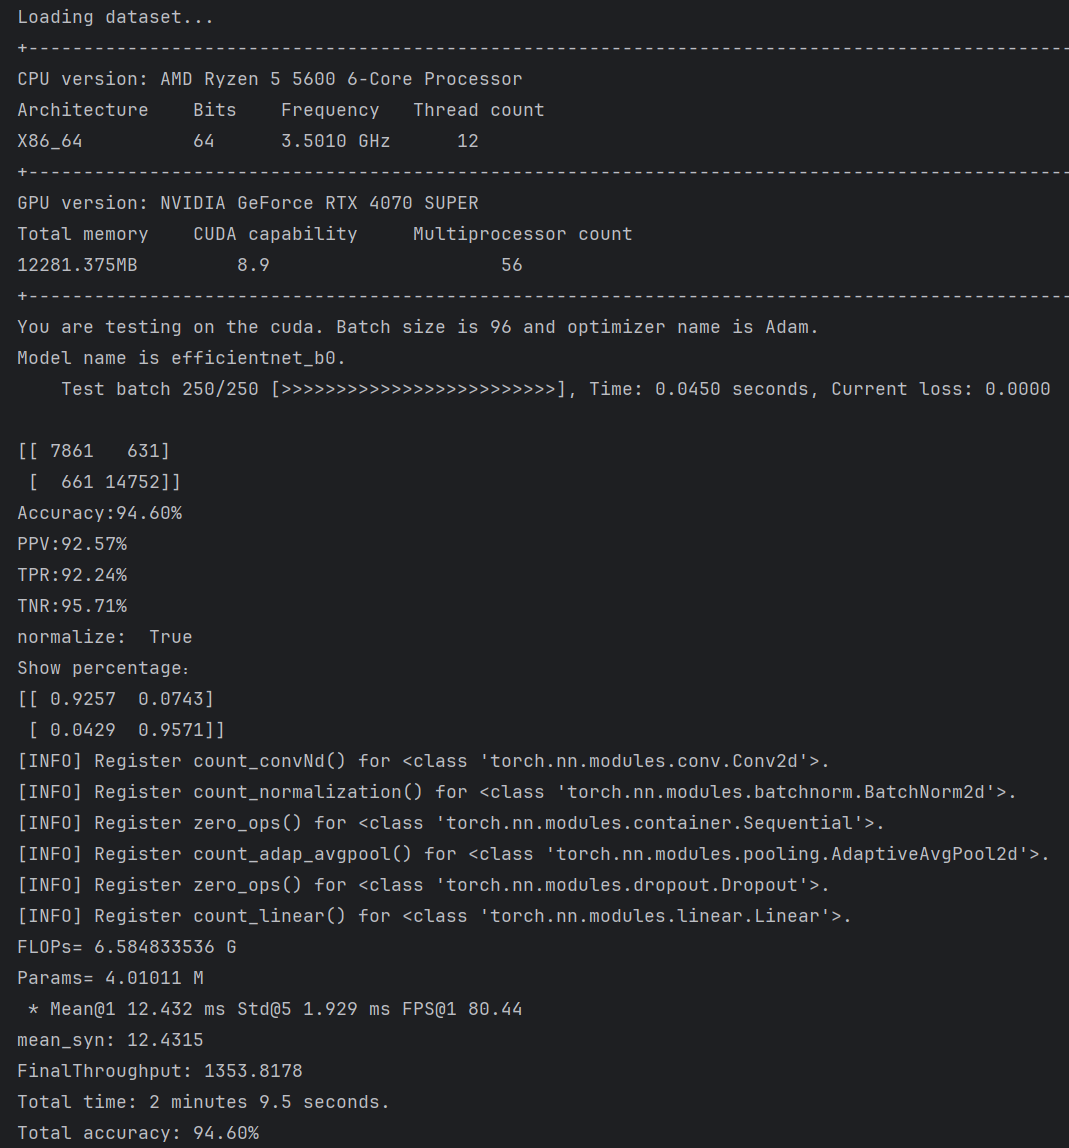 Loading dataset...
+-----------------------------------------------------------------------------------------------
CPU version: AMD Ryzen 5 5600 6-Core Processor
Architecture    Bits    Frequency   Thread count
X86_64          64      3.5010 GHz      12
+-----------------------------------------------------------------------------------------------
GPU version: NVIDIA GeForce RTX 4070 SUPER
Total memory    CUDA capability     Multiprocessor count
12281.375MB         8.9                     56
+-----------------------------------------------------------------------------------------------
You are testing on the cuda. Batch size is 96 and optimizer name is Adam.
Model name is efficientnet_b0.
    Test batch 250/250 [>>>>>>>>>>>>>>>>>>>>>>>>>], Time: 0.0450 seconds, Current loss: 0.0000
[[ 7861   631]
 [  661 14752]]
Accuracy:94.60%
PPV:92.57%
TPR:92.24%
TNR:95.71%
normalize:  True
Show percentage：
[[ 0.9257  0.0743]
 [ 0.0429  0.9571]]
[INFO] Register count_convNd() for <class 'torch.nn.modules.conv.Conv2d'>.
[INFO] Register count_normalization() for <class 'torch.nn.modules.batchnorm.BatchNorm2d'>.
[INFO] Register zero_ops() for <class 'torch.nn.modules.container.Sequential'>.
[INFO] Register count_adap_avgpool() for <class 'torch.nn.modules.pooling.AdaptiveAvgPool2d'>.
[INFO] Register zero_ops() for <class 'torch.nn.modules.dropout.Dropout'>.
[INFO] Register count_linear() for <class 'torch.nn.modules.linear.Linear'>.
FLOPs= 6.584833536 G
Params= 4.01011 M
 * Mean@1 12.432 ms Std@5 1.929 ms FPS@1 80.44
mean_syn: 12.4315
FinalThroughput: 1353.8178
Total time: 2 minutes 9.5 seconds.
Total accuracy: 94.60%